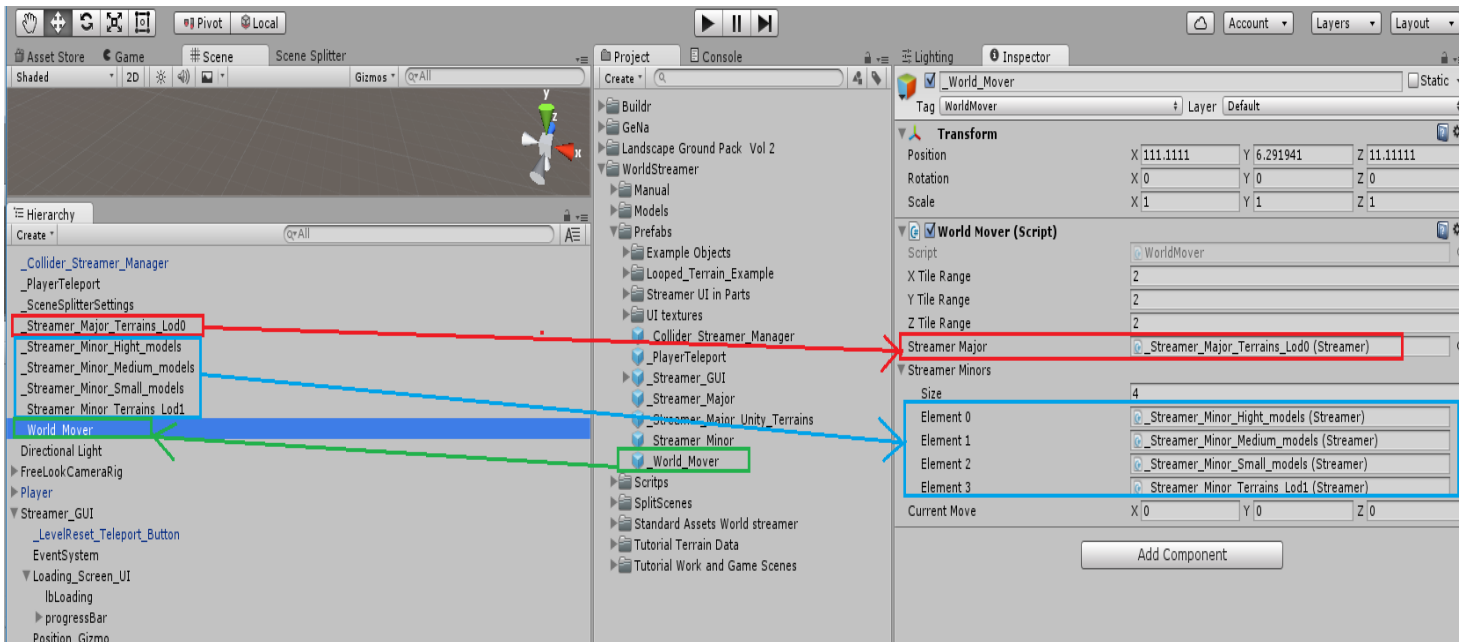 Pivot Local
Account Layers Layout
Asset Store Game Scene Scene Splitter
Shaded 2D Gizmos All
y
z
x
Hierarchy
Create All
_Collider_Streamer_Manager
_PlayerTeleport
_SceneSplitterSettings
_Streamer_Major_Terrains_Lod0
_Streamer_Minor_Hight_models
_Streamer_Minor_Medium_models
_Streamer_Minor_Small_models
_Streamer_Minor_Terrains_Lod1
_World_Mover
Directional Light
FreeLookCameraRig
Player
Streamer_GUI
_LevelReset_Teleport_Button
EventSystem
Loading_Screen_UI
lbLoading
progressBar
Position_Gizmo
Project Console
Create
Buildr
GeNa
Landscape Ground Pack Vol 2
WorldStreamer
Manual
Models
Prefabs
Example Objects
Looped_Terrain_Example
Streamer UI in Parts
UI textures
_Collider_Streamer_Manager
_PlayerTeleport
_Streamer_GUI
_Streamer_Major
_Streamer_Major_Unity_Terrains
_Streamer_Minor
_World_Mover
Scritps
SplitScenes
Standard Assets World streamer
Tutorial Terrain Data
Tutorial Work and Game Scenes
Lighting Inspector
_World_Mover Static
Tag WorldMover Layer Default
Transform
Position X 111.1111 Y 6.291941 Z 11.11111
Rotation X 0 Y 0 Z 0
Scale X 1 Y 1 Z 1
World Mover (Script)
Script WorldMover
X Tile Range 2
Y Tile Range 2
Z Tile Range 2
Streamer Major _Streamer_Major_Terrains_Lod0 (Streamer)
Streamer Minors
Size 4
Element 0 _Streamer_Minor_Hight_models (Streamer)
Element 1 _Streamer_Minor_Medium_models (Streamer)
Element 2 _Streamer_Minor_Small_models (Streamer)
Element 3 _Streamer_Minor_Terrains_Lod1 (Streamer)
Current Move X 0 Y 0 Z 0
Add Component